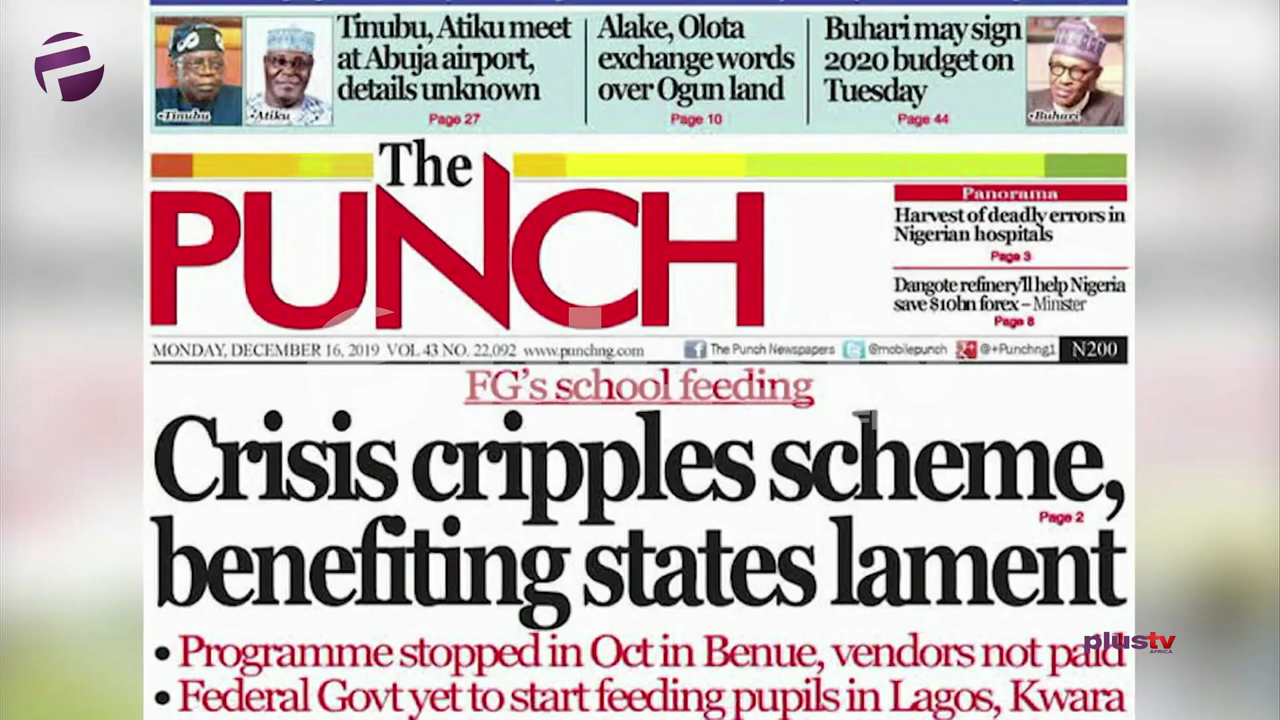 Tinubu, Atiku meet
at Abuja airport,
details unknown
Page 27
•Tinubu
•Atiku
Alake, Olota
exchange words
over Ogun land
Page 10
Buhari may sign
2020 budget on
Tuesday
Page 44
•Buhari
The
PUNCH
Panorama
Harvest of deadly errors in
Nigerian hospitals
Page 3
Dangote refinery'll help Nigeria
save $10bn forex – Minister
Page 8
MONDAY, DECEMBER 16, 2019 VOL 43 NO. 22,092 www.punchng.com The Punch Newspapers @mobilepunch @+Punchng1 N200
FG's school feeding
Crisis cripples scheme,
Page 2
benefiting states lament
• Programme stopped in Oct in Benue, vendors not paid
• Federal Govt yet to start feeding pupils in Lagos, Kwara
plustv
AFRICA